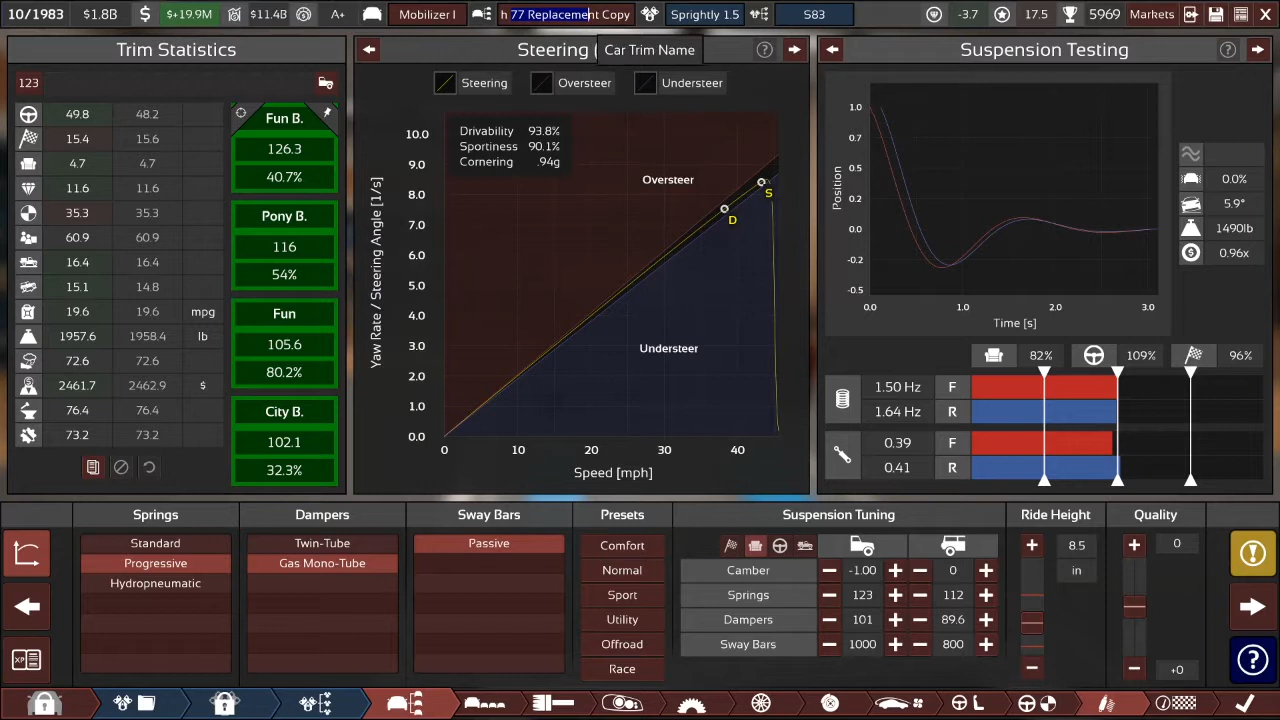 10/1983 $1.8B $+19.9M $11.4B A+ Mobilizer I h 77 Replacement Copy Sprightly 1.5 S83 -3.7 17.5 5969 Markets
Trim Statistics
123
49.8 48.2
15.4 15.6
4.7 4.7
11.6 11.6
35.3 35.3
60.9 60.9
16.4 16.4
15.1 14.8
19.6 19.6 mpg
1957.6 1958.4 lb
72.6 72.6
2461.7 2462.9 $
76.4 76.4
73.2 73.2
Fun B.
126.3
40.7%
Pony B.
116
54%
Fun
105.6
80.2%
City B.
102.1
32.3%
Steering (
Car Trim Name
?
Steering Oversteer Understeer
Drivability 93.8%
Sportiness 90.1%
Cornering .94g
Oversteer
Understeer
S
D
Yaw Rate / Steering Angle [1/s]
10.0
9.0
8.0
7.0
6.0
5.0
4.0
3.0
2.0
1.0
0.0
0 10 20 30 40
Speed [mph]
Suspension Testing
?
Position
1.0
0.7
0.5
0.2
0.0
-0.2
-0.5
0.0 1.0 2.0 3.0
Time [s]
0.0%
5.9°
1490lb
0.96x
82% 109% 96%
1.50 Hz F
1.64 Hz R
0.39 F
0.41 R
Springs
Standard
Progressive
Hydropneumatic
Dampers
Twin-Tube
Gas Mono-Tube
Sway Bars
Passive
Presets
Comfort
Normal
Sport
Utility
Offroad
Race
Suspension Tuning
Camber - -1.00 + - 0 +
Springs - 123 + - 112 +
Dampers - 101 + - 89.6 +
Sway Bars - 1000 + - 800 +
Ride Height
+ 8.5
in
-
Quality
+ 0
- +0
XP
?